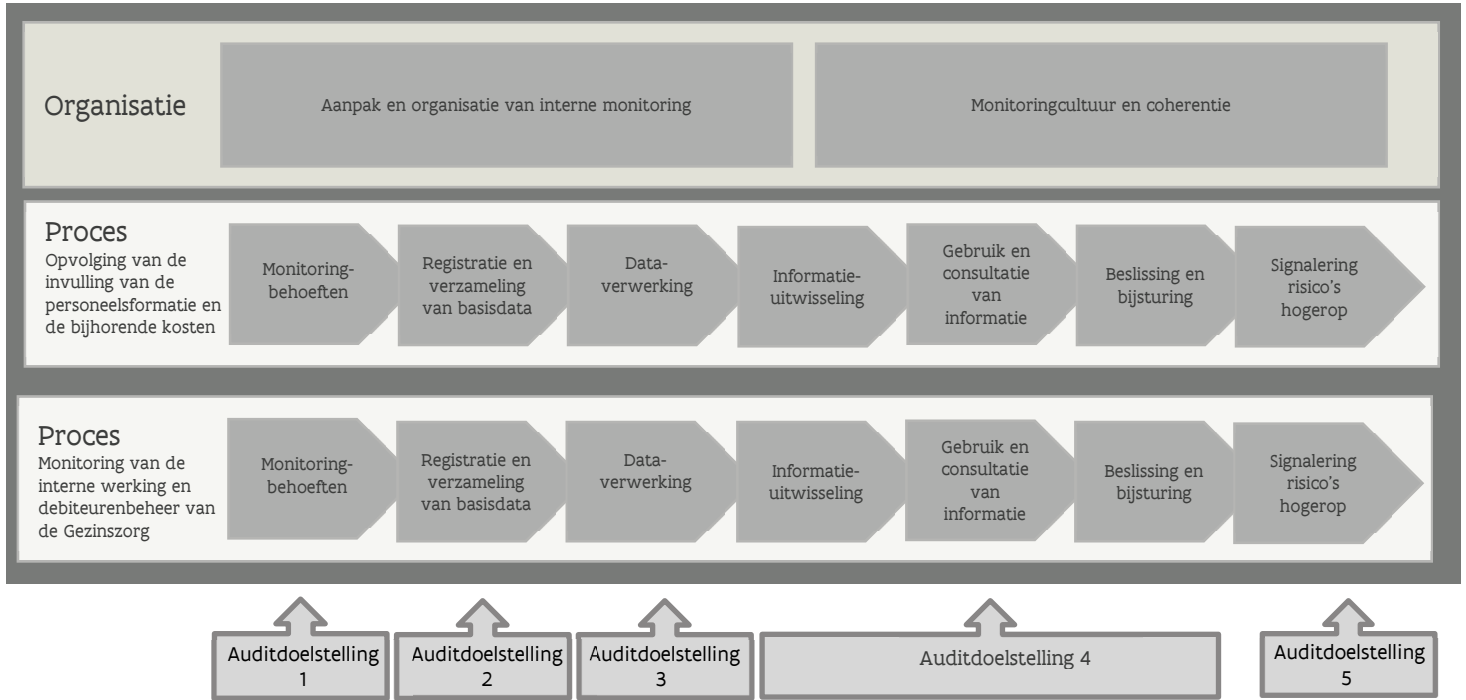 Organisatie
Aanpak en organisatie van interne monitoring
Monitoringcultuur en coherentie
Proces
Opvolging van de
invulling van de
personeelsformatie en
de bijhorende kosten
Monitoring-
behoeften
Registratie en
verzameling
van basisdata
Data-
verwerking
Informatie-
uitwisseling
Gebruik en
consultatie
van
informatie
Beslissing en
bijsturing
Signalering
risico's
hogerop
Proces
Monitoring van de
interne werking en
debiteurenbeheer van
de Gezinszorg
Monitoring-
behoeften
Registratie en
verzameling
van basisdata
Data-
verwerking
Informatie-
uitwisseling
Gebruik en
consultatie
van
informatie
Beslissing en
bijsturing
Signalering
risico's
hogerop
Auditdoelstelling
1
Auditdoelstelling
2
Auditdoelstelling
3
Auditdoelstelling 4
Auditdoelstelling
5